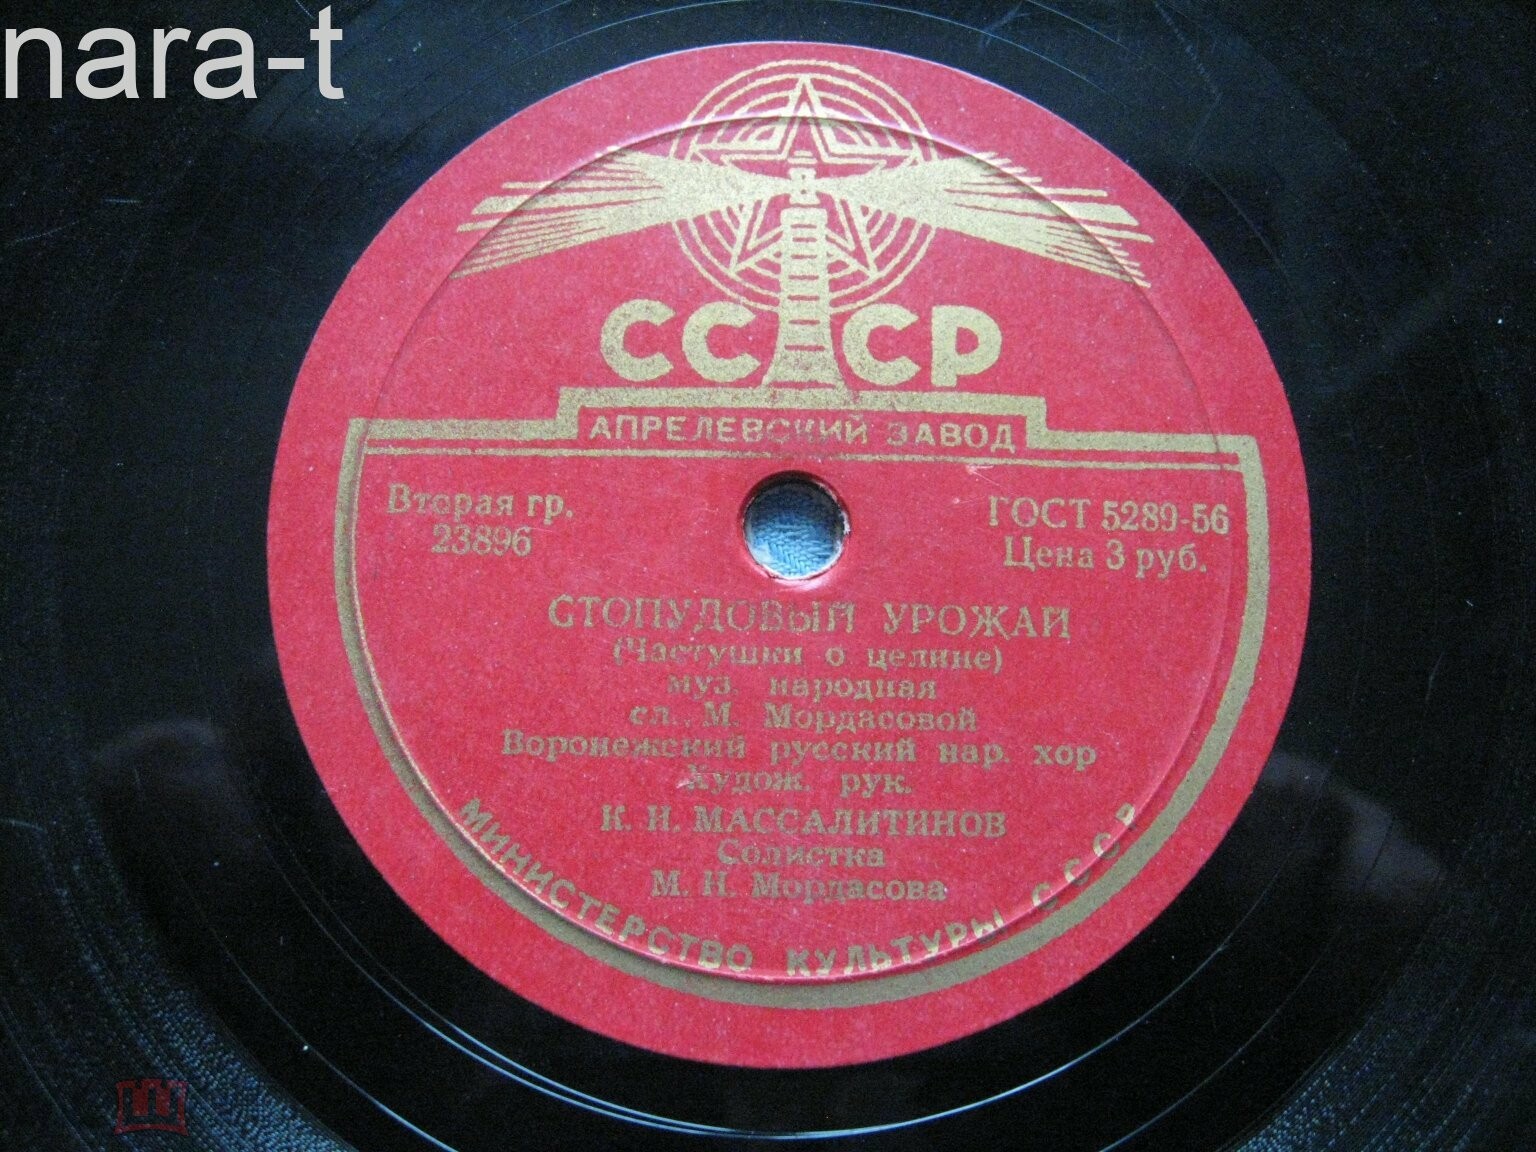 nara-t
СССР
АПРЕЛЕВСКИЙ ЗАВОД
Вторая гр.
23896
ГОСТ 5289-56
Цена 3 руб.
СТОПУДОВЫЙ УРОЖАЙ
(Частушки о целине)
муз. народная
сл. М. Мордасовой
Воронежский русский нар. хор
Худож. рук.
К. И. МАССАЛИТИНОВ
Солистка
М. Н. Мордасова
МИНИСТЕРСТВО КУЛЬТУРЫ СССР